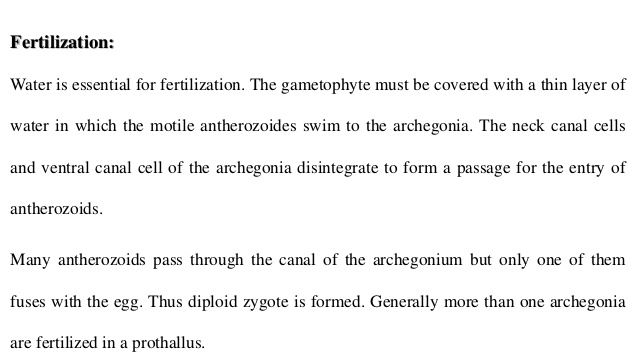 Fertilization:
Water is essential for fertilization. The gametophyte must be covered with a thin layer of
water in which the motile antherozoides swim to the archegonia. The neck canal cells
and ventral canal cell of the archegonia disintegrate to form a passage for the entry of
antherozoids.
Many antherozoids pass through the canal of the archegonium but only one of them
fuses with the egg. Thus diploid zygote is formed. Generally more than one archegonia
are fertilized in a prothallus.